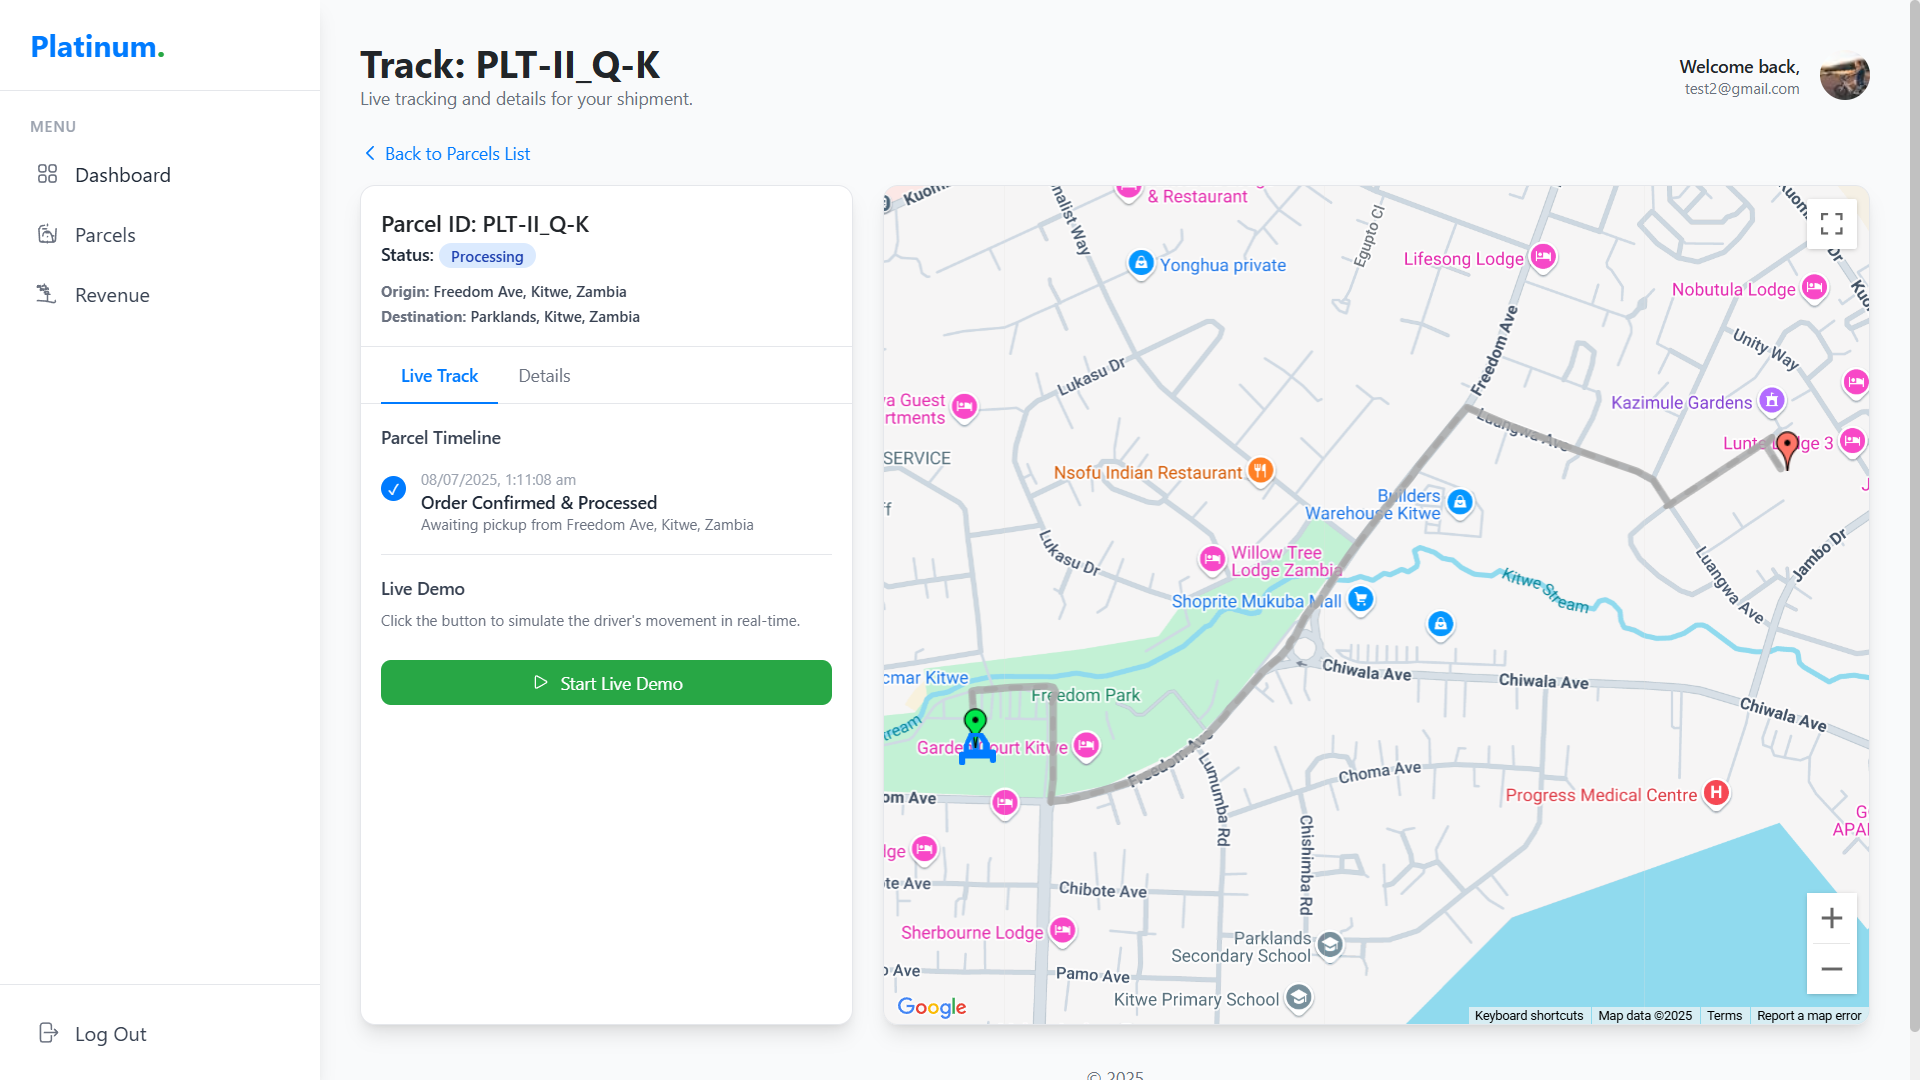 Platinum.
MENU
Dashboard
Parcels
Revenue
Log Out
Track: PLT-II_Q-K
Live tracking and details for your shipment.
Welcome back,
test2@gmail.com
Back to Parcels List
Parcel ID: PLT-II_Q-K
Status: Processing
Origin: Freedom Ave, Kitwe, Zambia
Destination: Parklands, Kitwe, Zambia
Live Track
Details
Parcel Timeline
08/07/2025, 1:11:08 am
Order Confirmed & Processed
Awaiting pickup from Freedom Ave, Kitwe, Zambia
Live Demo
Click the button to simulate the driver's movement in real-time.
Start Live Demo
& Restaurant
Yonghua private
Egupto Cl
Lifesong Lodge
Nobutula Lodge
Unity Way
Freedom Ave
Lukasu Dr
Kazimule Gardens
Guest
SERVICE
Luangwa Ave
Nsofu Indian Restaurant
Builders
Warehouse Kitwe
Lukasu Dr
Willow Tree
Lodge Zambia
Shoprite Mukuba Mall
Kitwe Stream
Luangwa Ave
Jambo Dr
Chiwala Ave
Chiwala Ave
Chiwala Ave
Kitwe
Freedom Park
Garden Court Kitwe
Freedom Ave
Lumumba Rd
Choma Ave
Progress Medical Centre
Ave
Chishimba Rd
Ave
Chibote Ave
Sherbourne Lodge
Parklands
Secondary School
Ave
Pamo Ave
Kitwe Primary School
Google
Keyboard shortcuts
Map data ©2025
Terms
Report a map error
© 2025